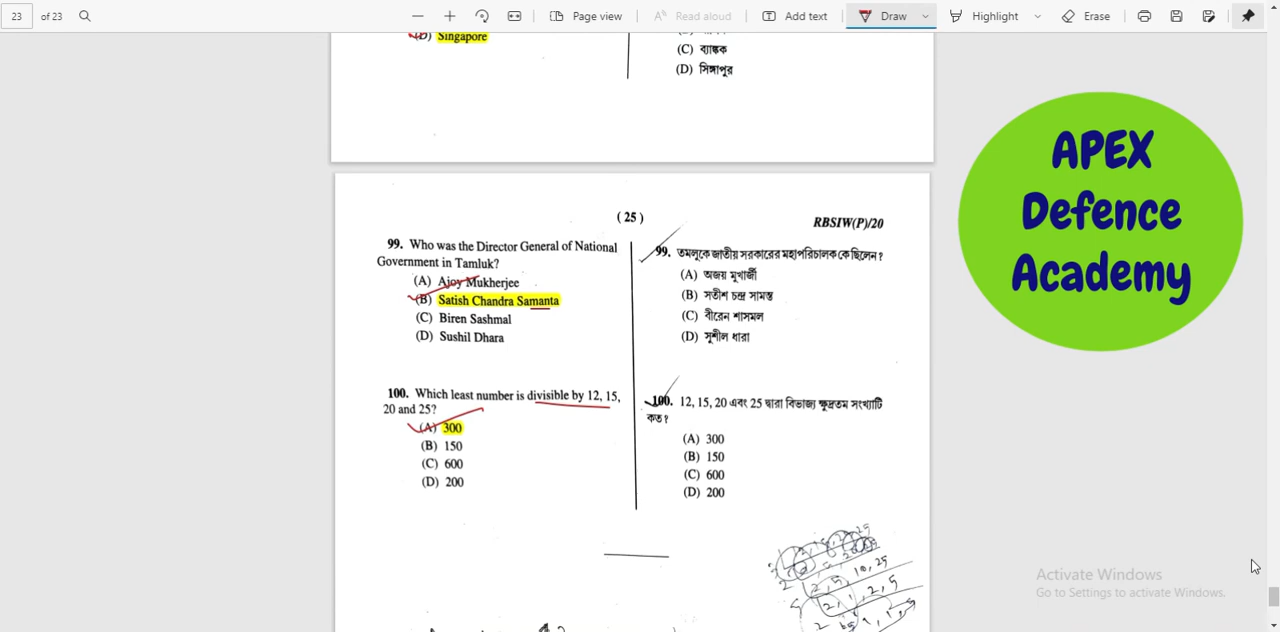 23 of 23
Page view
Read aloud
Add text
Draw
Highlight
Erase
(D) Singapore
(C) ব্যাঙ্কক
(D) সিঙ্গাপুর
APEX
Defence
Academy
(25)
RBSIW(P)/20
99. Who was the Director General of National
Government in Tamluk?
(A) Ajoy Mukherjee
(B) Satish Chandra Samanta
(C) Biren Sashmal
(D) Sushil Dhara
99. তমলুকে জাতীয় সরকারের মহাপরিচালক কে ছিলেন?
(A) অজয় মুখার্জী
(B) সতীশ চন্দ্র সামন্ত
(C) বীরেন শাসমল
(D) সুশীল ধারা
100. Which least number is divisible by 12, 15,
20 and 25?
(A) 300
(B) 150
(C) 600
(D) 200
100. 12, 15, 20 এবং 25 দ্বারা বিভাজ্য ক্ষুদ্রতম সংখ্যাটি
কত?
(A) 300
(B) 150
(C) 600
(D) 200
10, 25
2, 5
Activate Windows
Go to Settings to activate Windows.